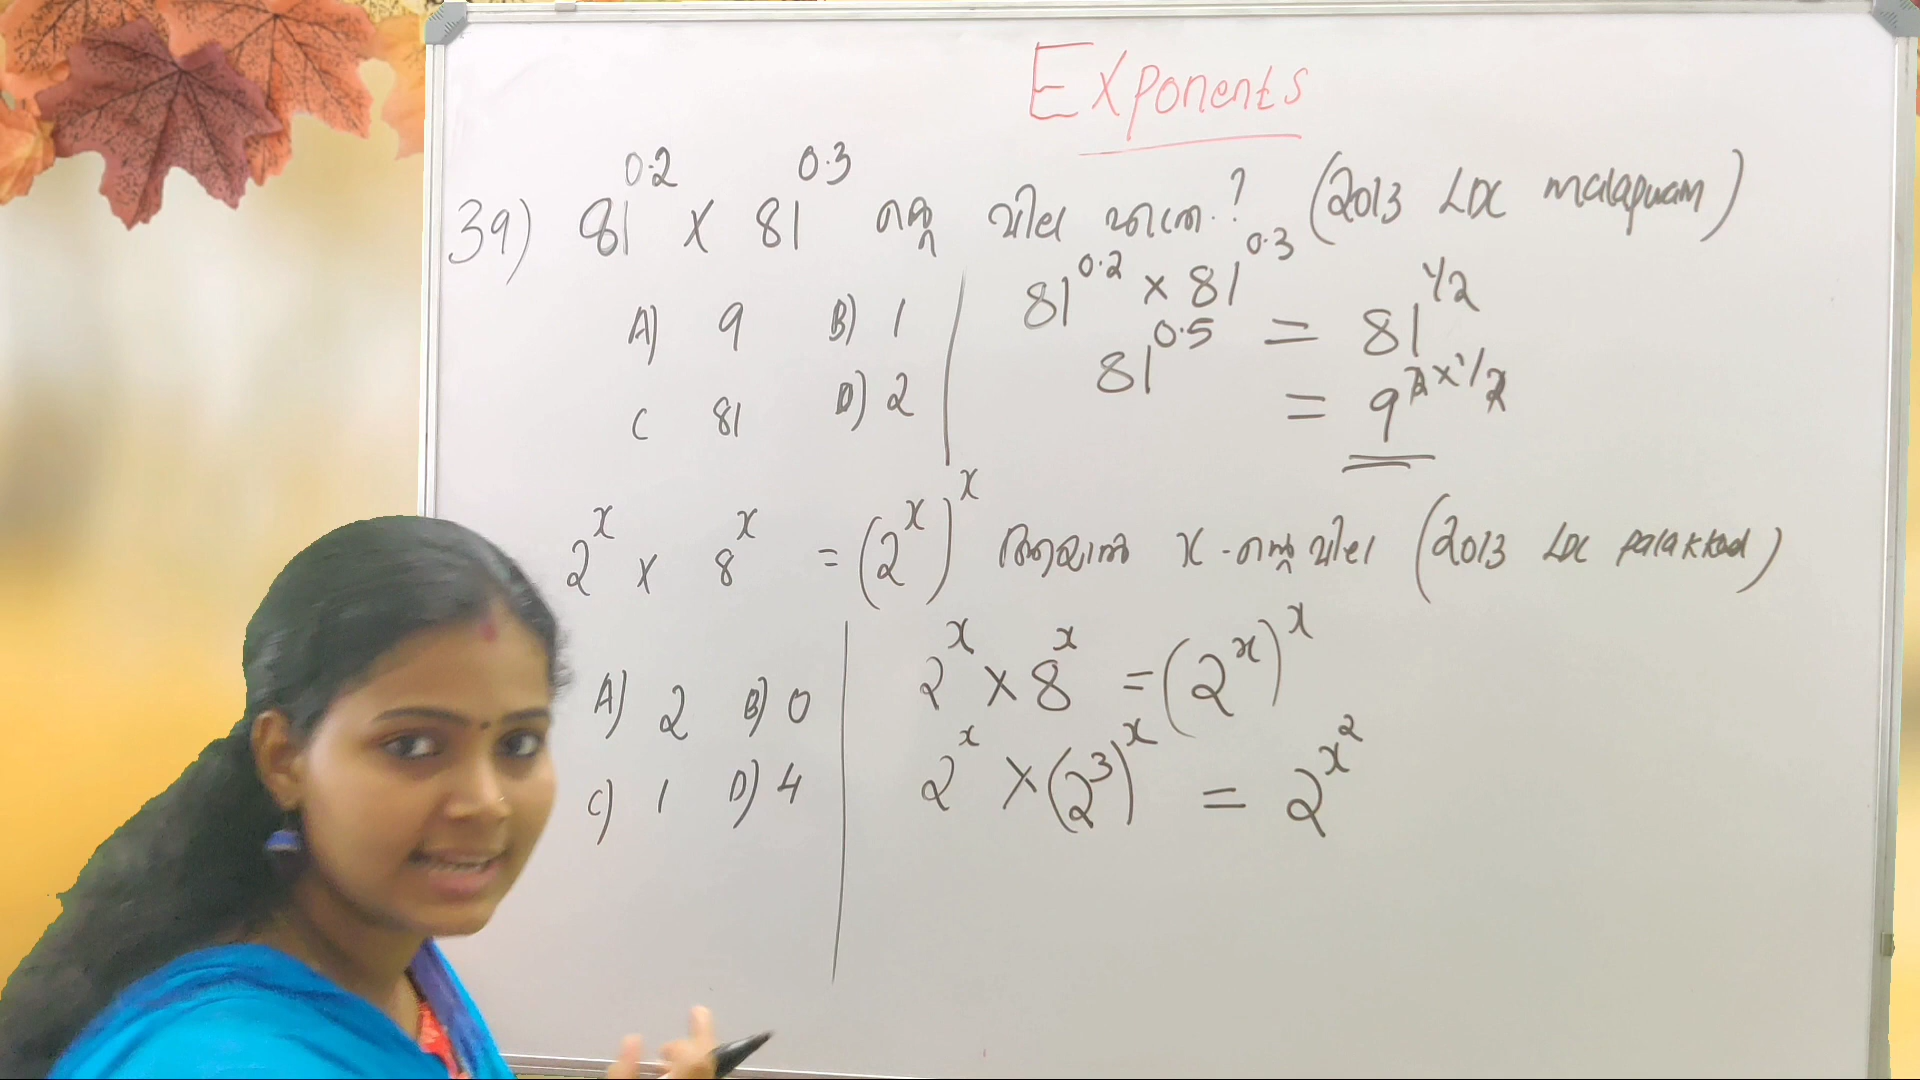 Exponents
39) 81^0.2 × 81^0.3 എത്ര ? (2013 LDC malappuram)
A) 9 B) 1
C 81 D) 2
81^0.2 × 81^0.3
81^0.5 = 81^1/2
= 9^2×1/2
2^x × 8^x = (2^x)^x ആയാൽ x - എത്ര (2013 LDC palakkad)
A) 2 B) 0
C) 1 D) 4
2^x × 8^x = (2^x)^x
2^x × (2^3)^x = 2^x^2